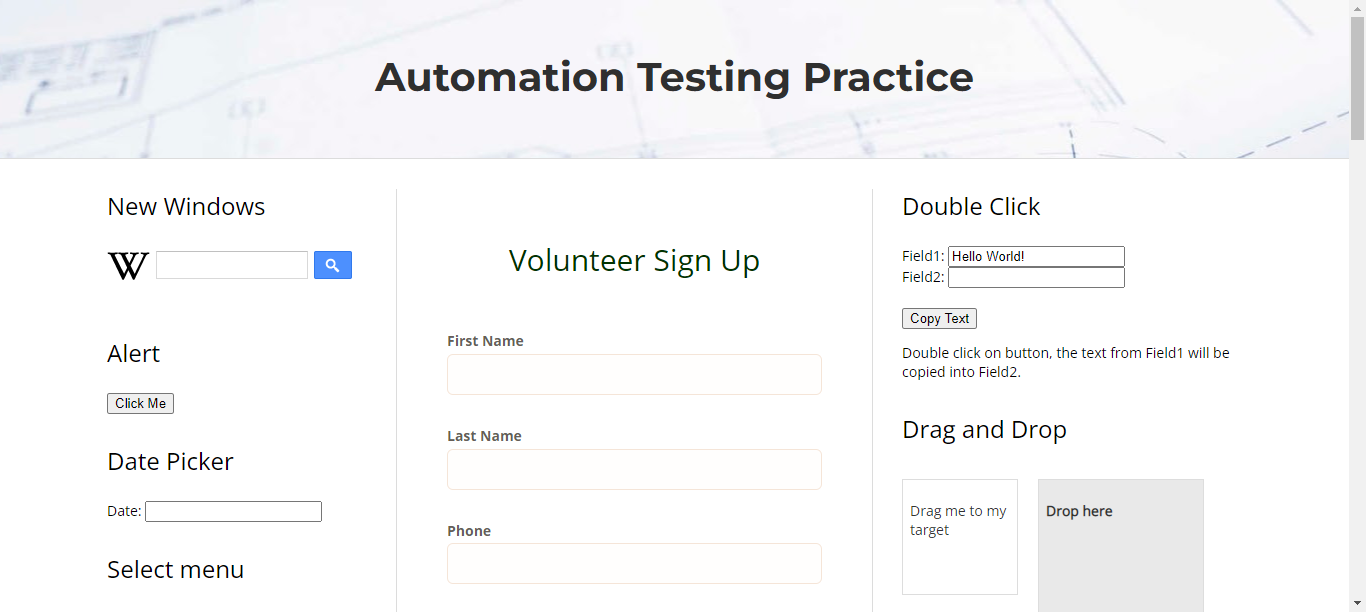 Automation Testing Practice
New Windows
W
Alert
Click Me
Date Picker
Date:
Select menu
Volunteer Sign Up
First Name
Last Name
Phone
Double Click
Field1: Hello World!
Field2:
Copy Text
Double click on button, the text from Field1 will be
copied into Field2.
Drag and Drop
Drag me to my
target
Drop here